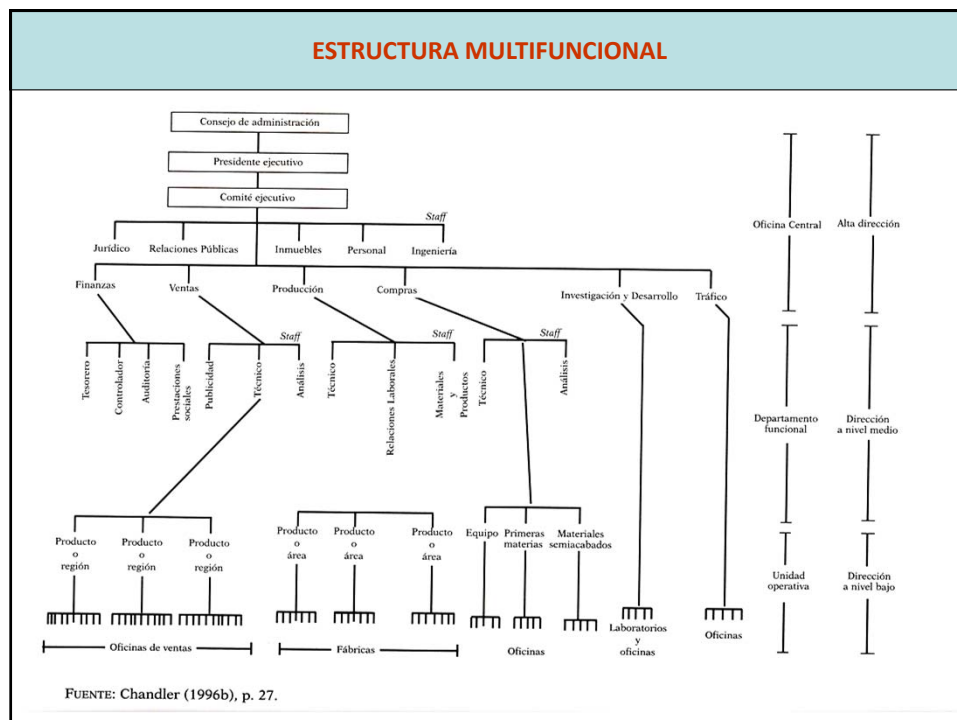 ESTRUCTURA MULTIFUNCIONAL
Consejo de administración
Presidente ejecutivo
Comité ejecutivo
Staff
Jurídico
Relaciones Públicas
Inmuebles
Personal
Ingeniería
Oficina Central
Alta dirección
Finanzas
Ventas
Producción
Compras
Investigación y Desarrollo
Tráfico
Staff
Staff
Staff
Tesorero
Controlador
Auditoría
Prestaciones
sociales
Publicidad
Técnico
Análisis
Técnico
Relaciones Laborales
Materiales
y
Productos
Técnico
Análisis
Departamento
funcional
Dirección
a nivel medio
Producto
o
región
Producto
o
región
Producto
o
región
Producto
o
área
Producto
o
área
Producto
o
área
Equipo
Primeras
materias
Materiales
semiacabados
Unidad
operativa
Dirección
a nivel bajo
Oficinas de ventas
Fábricas
Oficinas
Laboratorios
y
oficinas
Oficinas
FUENTE: Chandler (1996b), p. 27.